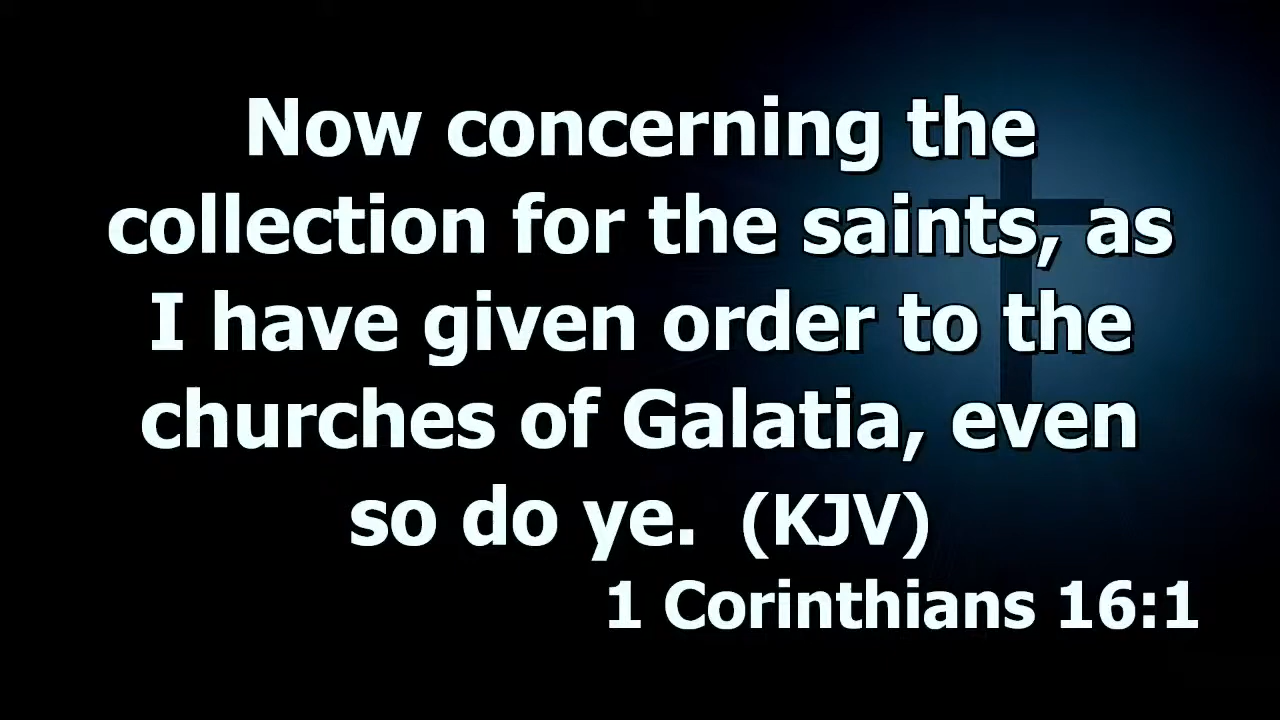 Now concerning the
collection for the saints, as
I have given order to the
churches of Galatia, even
so do ye.  (KJV)
1 Corinthians 16:1